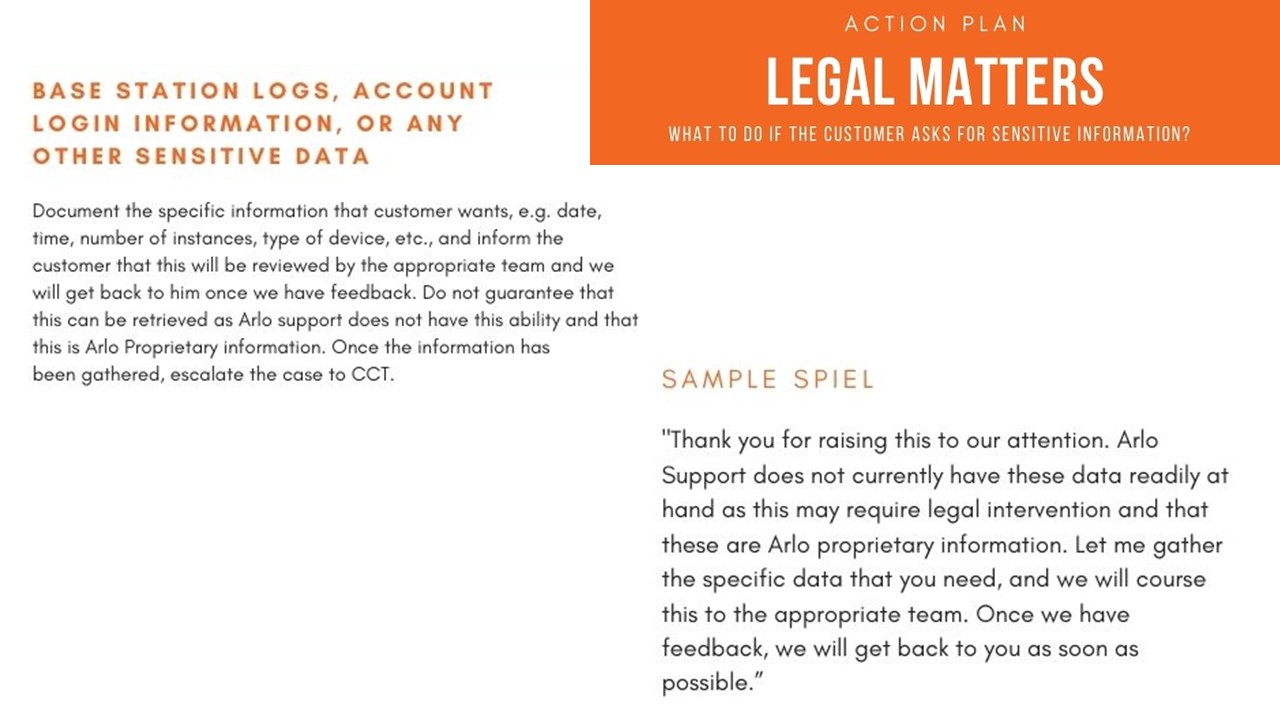 ACTION PLAN
LEGAL MATTERS
WHAT TO DO IF THE CUSTOMER ASKS FOR SENSITIVE INFORMATION?
BASE STATION LOGS, ACCOUNT
LOGIN INFORMATION, OR ANY
OTHER SENSITIVE DATA
Document the specific information that customer wants, e.g. date,
time, number of instances, type of device, etc., and inform the
customer that this will be reviewed by the appropriate team and we
will get back to him once we have feedback. Do not guarantee that
this can be retrieved as Arlo support does not have this ability and that
this is Arlo Proprietary information. Once the information has
been gathered, escalate the case to CCT.
SAMPLE SPIEL
"Thank you for raising this to our attention. Arlo
Support does not currently have these data readily at
hand as this may require legal intervention and that
these are Arlo proprietary information. Let me gather
the specific data that you need, and we will course
this to the appropriate team. Once we have
feedback, we will get back to you as soon as
possible.”